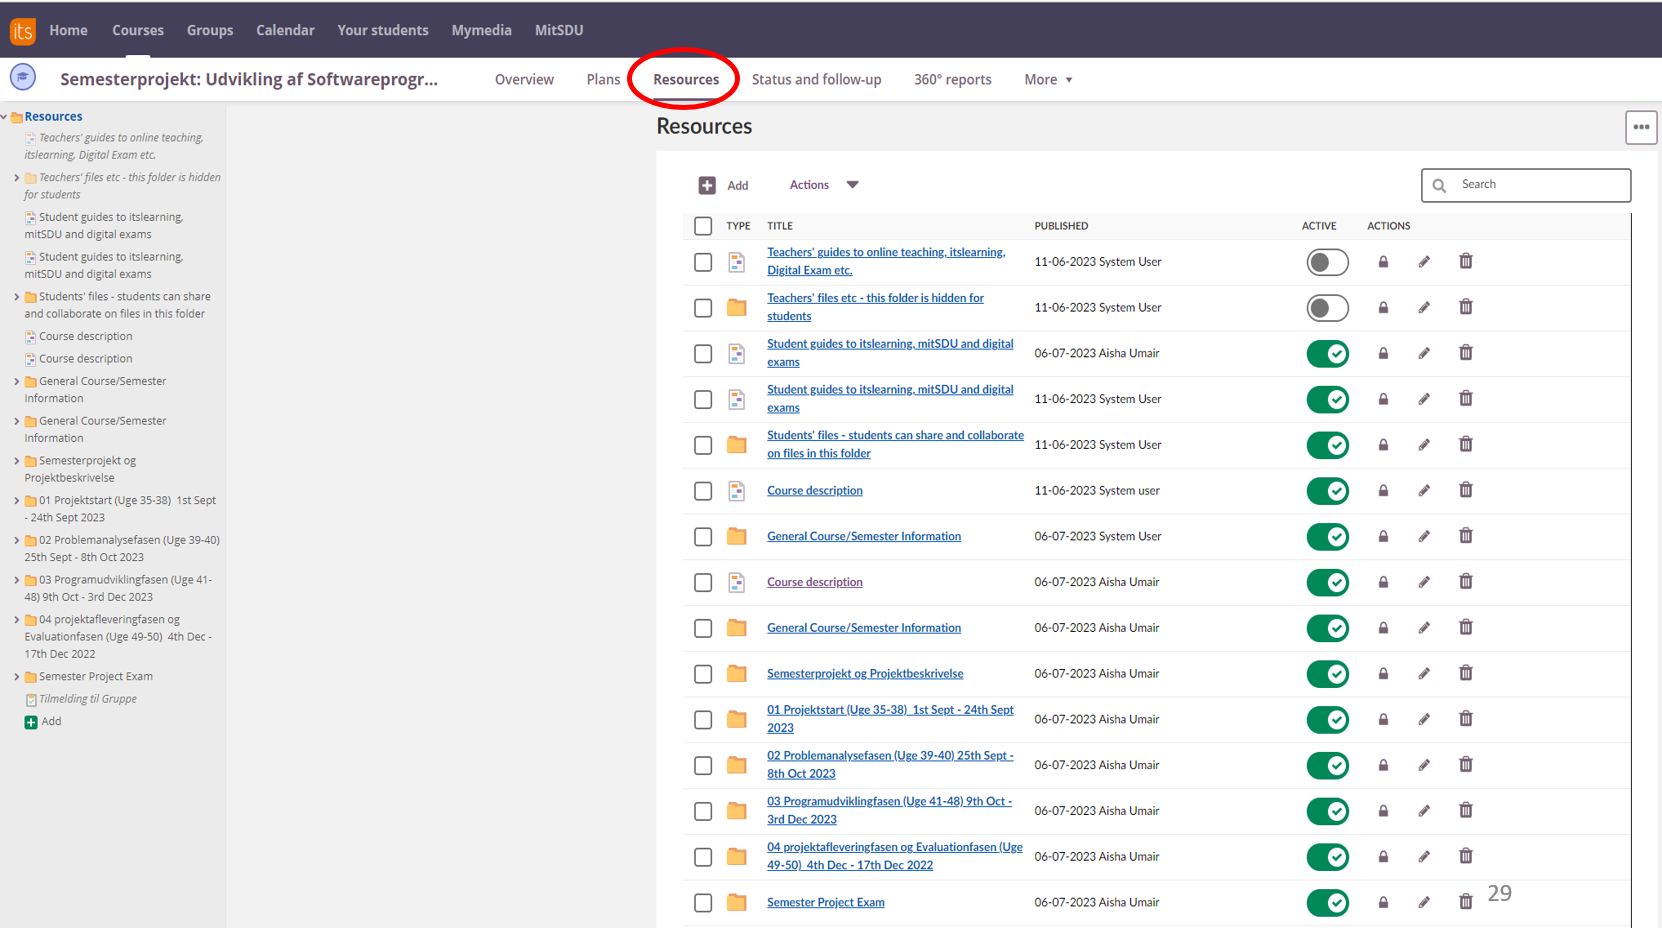 its Home Courses Groups Calendar Your students Mymedia MitSDU
Semesterprojekt: Udvikling af Softwareprogr... Overview Plans Resources Status and follow-up 360° reports More
Resources
Teachers' guides to online teaching,
itslearning, Digital Exam etc.
Teachers' files etc - this folder is hidden
for students
Student guides to itslearning,
mitSDU and digital exams
Student guides to itslearning,
mitSDU and digital exams
Students' files - students can share
and collaborate on files in this folder
Course description
Course description
General Course/Semester
Information
General Course/Semester
Information
Semesterprojekt og
Projektbeskrivelse
01 Projektstart (Uge 35-38) 1st Sept
- 24th Sept 2023
02 Problemanalysefasen (Uge 39-40)
25th Sept - 8th Oct 2023
03 Programudviklingfasen (Uge 41-
48) 9th Oct - 3rd Dec 2023
04 projektafleveringfasen og
Evaluationfasen (Uge 49-50) 4th Dec -
17th Dec 2022
Semester Project Exam
Tilmelding til Gruppe
Add
Resources
Add Actions Search
TYPE TITLE PUBLISHED ACTIVE ACTIONS
Teachers' guides to online teaching, itslearning,
Digital Exam etc.
11-06-2023 System User
Teachers' files etc - this folder is hidden for
students
11-06-2023 System User
Student guides to itslearning, mitSDU and digital
exams
06-07-2023 Aisha Umair
Student guides to itslearning, mitSDU and digital
exams
11-06-2023 System User
Students' files - students can share and collaborate
on files in this folder
11-06-2023 System User
Course description 11-06-2023 System user
General Course/Semester Information 06-07-2023 System User
Course description 06-07-2023 Aisha Umair
General Course/Semester Information 06-07-2023 Aisha Umair
Semesterprojekt og Projektbeskrivelse 06-07-2023 Aisha Umair
01 Projektstart (Uge 35-38) 1st Sept - 24th Sept
2023
06-07-2023 Aisha Umair
02 Problemanalysefasen (Uge 39-40) 25th Sept -
8th Oct 2023
06-07-2023 Aisha Umair
03 Programudviklingfasen (Uge 41-48) 9th Oct -
3rd Dec 2023
06-07-2023 Aisha Umair
04 projektafleveringfasen og Evaluationfasen (Uge
49-50) 4th Dec - 17th Dec 2022
06-07-2023 Aisha Umair
Semester Project Exam 06-07-2023 Aisha Umair
29